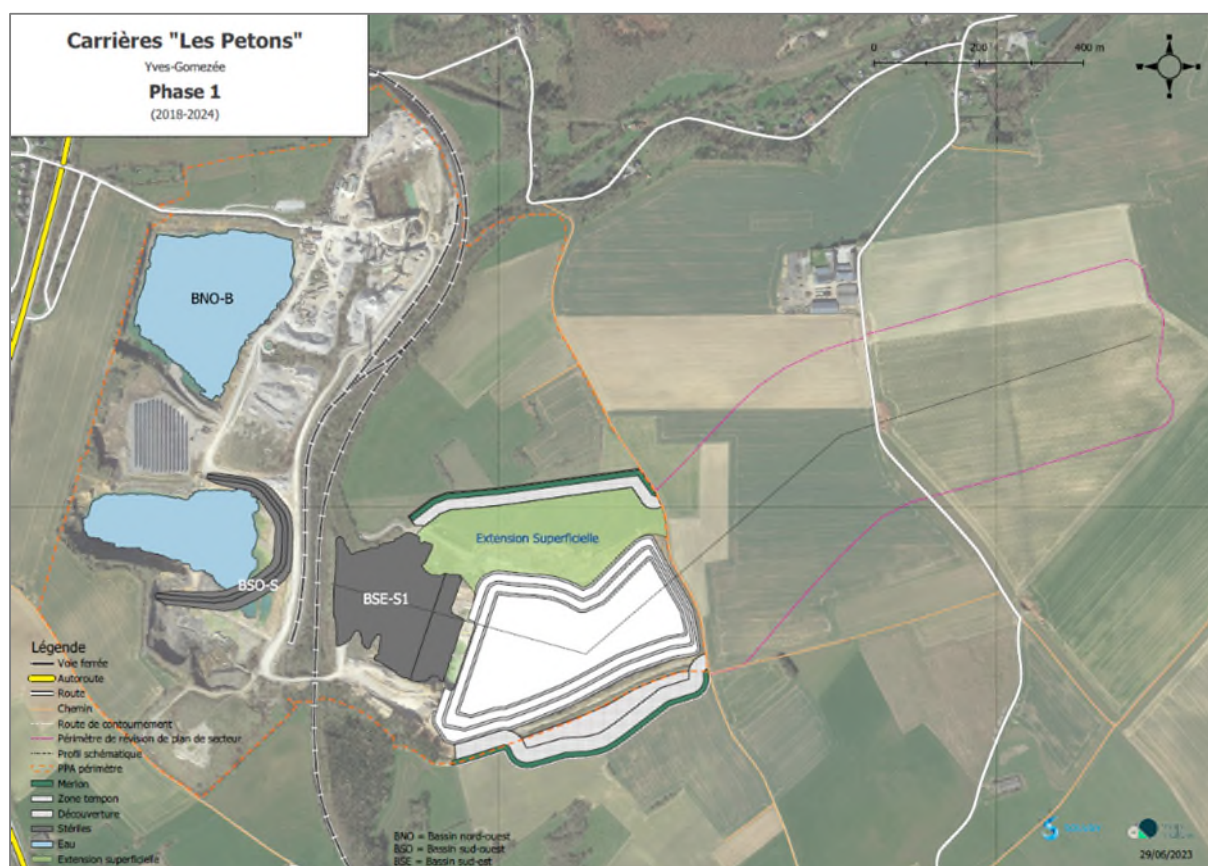 Carrières "Les Petons"
Yves-Gomezée
Phase 1
(2018-2024)
0 200 400 m
BNO-B
Extension Superficielle
BSO-S
BSE-S1
Légende
Voie ferrée
Autoroute
Route
Chemin
Route de contournement
Périmètre de révision de plan de secteur
Profil schématique
PPA périmètre
Merlon
Zone tampon
Découverture
Stériles
Eau
Extension superficielle
BNO = Bassin nord-ouest
BSO = Bassin sud-ouest
BSE = Bassin sud-est
29/06/2023